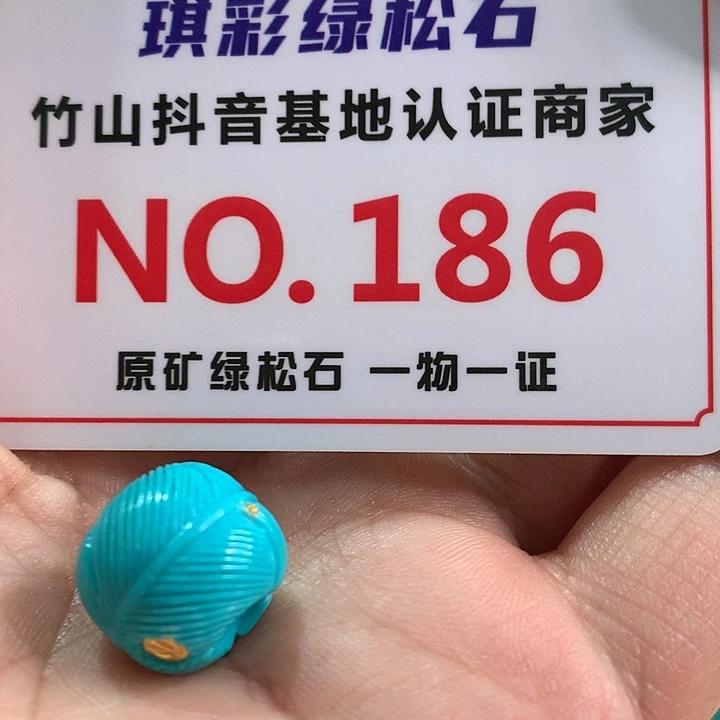 琪彩绿松石
竹山抖音基地认证商家
NO.186
原矿绿松石 一物一证